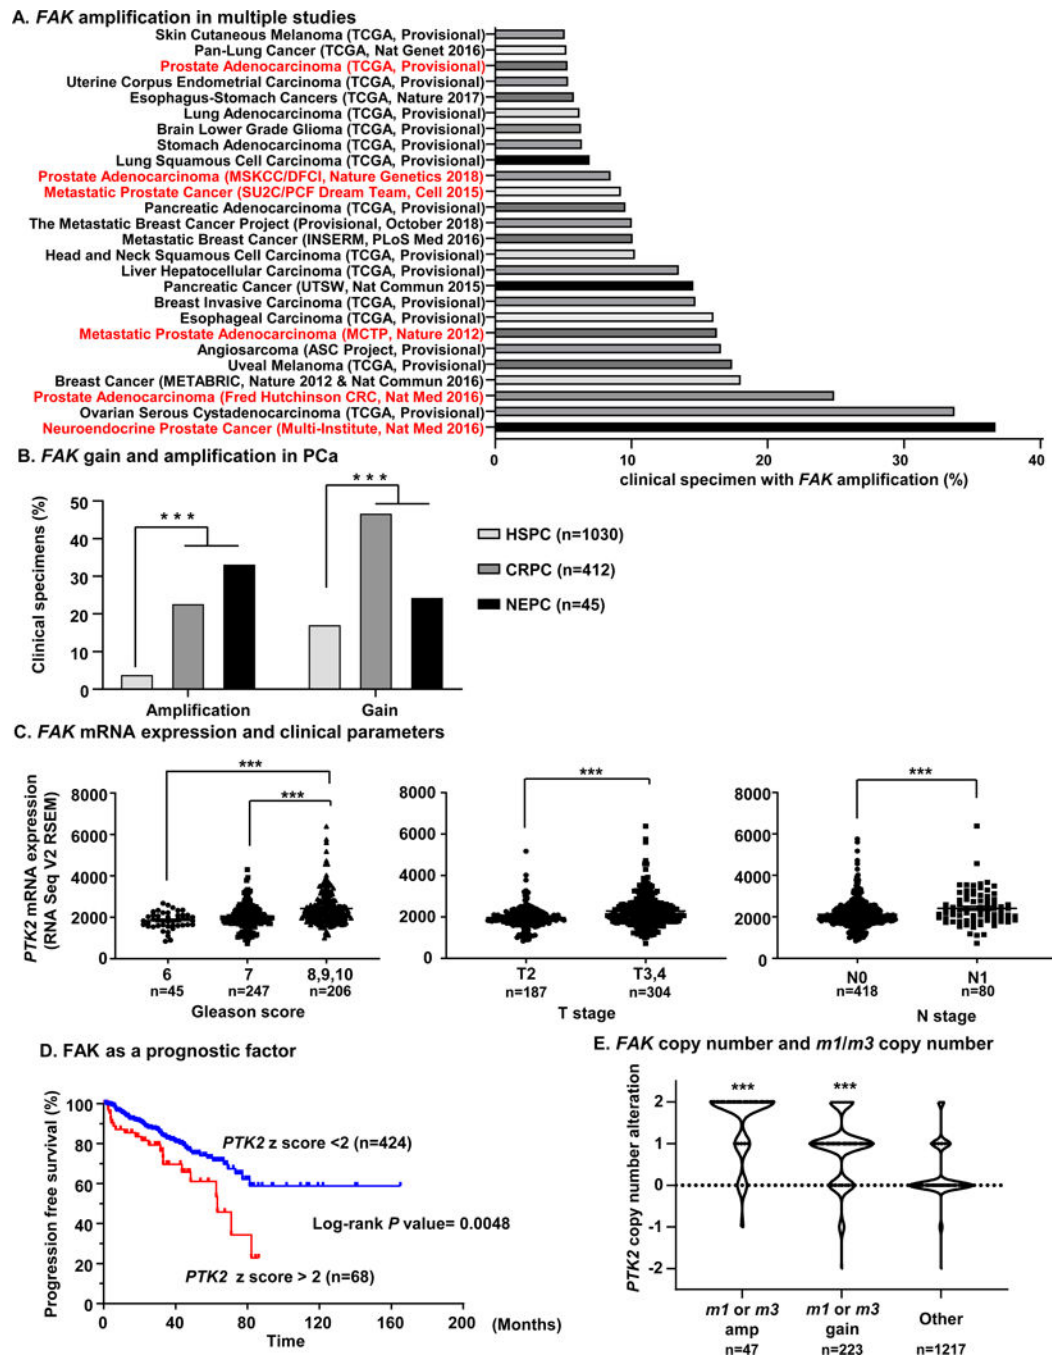 A. FAK amplification in multiple studies
Skin Cutaneous Melanoma (TCGA, Provisional)
Pan-Lung Cancer (TCGA, Nat Genet 2016)
Prostate Adenocarcinoma (TCGA, Provisional)
Uterine Corpus Endometrial Carcinoma (TCGA, Provisional)
Esophagus-Stomach Cancers (TCGA, Nature 2017)
Lung Adenocarcinoma (TCGA, Provisional)
Brain Lower Grade Glioma (TCGA, Provisional)
Stomach Adenocarcinoma (TCGA, Provisional)
Lung Squamous Cell Carcinoma (TCGA, Provisional)
Prostate Adenocarcinoma (MSKCC/DFCI, Nature Genetics 2018)
Metastatic Prostate Cancer (SU2C/PCF Dream Team, Cell 2015)
Pancreatic Adenocarcinoma (TCGA, Provisional)
The Metastatic Breast Cancer Project (Provisional, October 2018)
Metastatic Breast Cancer (INSERM, PLoS Med 2016)
Head and Neck Squamous Cell Carcinoma (TCGA, Provisional)
Liver Hepatocellular Carcinoma (TCGA, Provisional)
Pancreatic Cancer (UTSW, Nat Commun 2015)
Breast Invasive Carcinoma (TCGA, Provisional)
Esophageal Carcinoma (TCGA, Provisional)
Metastatic Prostate Adenocarcinoma (MCTP, Nature 2012)
Angiosarcoma (ASC Project, Provisional)
Uveal Melanoma (TCGA, Provisional)
Breast Cancer (METABRIC, Nature 2012 & Nat Commun 2016)
Prostate Adenocarcinoma (Fred Hutchinson CRC, Nat Med 2016)
Ovarian Serous Cystadenocarcinoma (TCGA, Provisional)
Neuroendocrine Prostate Cancer (Multi-Institute, Nat Med 2016)
0 10 20 30 40
clinical specimen with FAK amplification (%)
B. FAK gain and amplification in PCa
Clinical specimens (%)
50
40
30
20
10
0
***
***
Amplification Gain
HSPC (n=1030)
CRPC (n=412)
NEPC (n=45)
C. FAK mRNA expression and clinical parameters
PTK2 mRNA expression
(RNA Seq V2 RSEM)
8000
6000
4000
2000
0
***
***
6 7 8,9,10
n=45 n=247 n=206
Gleason score
8000
6000
4000
2000
0
***
T2 T3,4
n=187 n=304
T stage
8000
6000
4000
2000
0
***
N0 N1
n=418 n=80
N stage
D. FAK as a prognostic factor
Progression free survival (%)
100
80
60
40
20
0
PTK2 z score <2 (n=424)
Log-rank P value= 0.0048
PTK2 z score > 2 (n=68)
0 40 80 120 160 200 (Months)
Time
E. FAK copy number and m1/m3 copy number
PTK2 copy number alteration
2
1
0
-1
-2
*** ***
m1 or m3 m1 or m3 Other
amp gain
n=47 n=223 n=1217